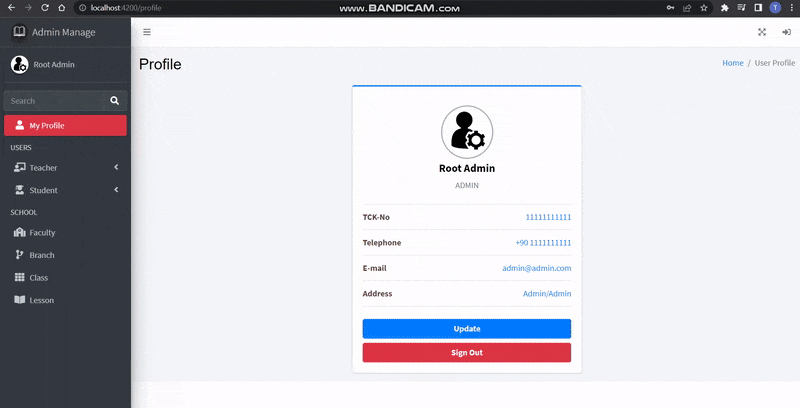 localhost:4200/profile
www.BANDICAM.com
T
Admin Manage
Root Admin
Search
My Profile
USERS
Teacher
Student
SCHOOL
Faculty
Branch
Class
Lesson
Profile
Home / User Profile
Root Admin
ADMIN
TCK-No 11111111111
Telephone +90 1111111111
E-mail admin@admin.com
Address Admin/Admin
Update
Sign Out